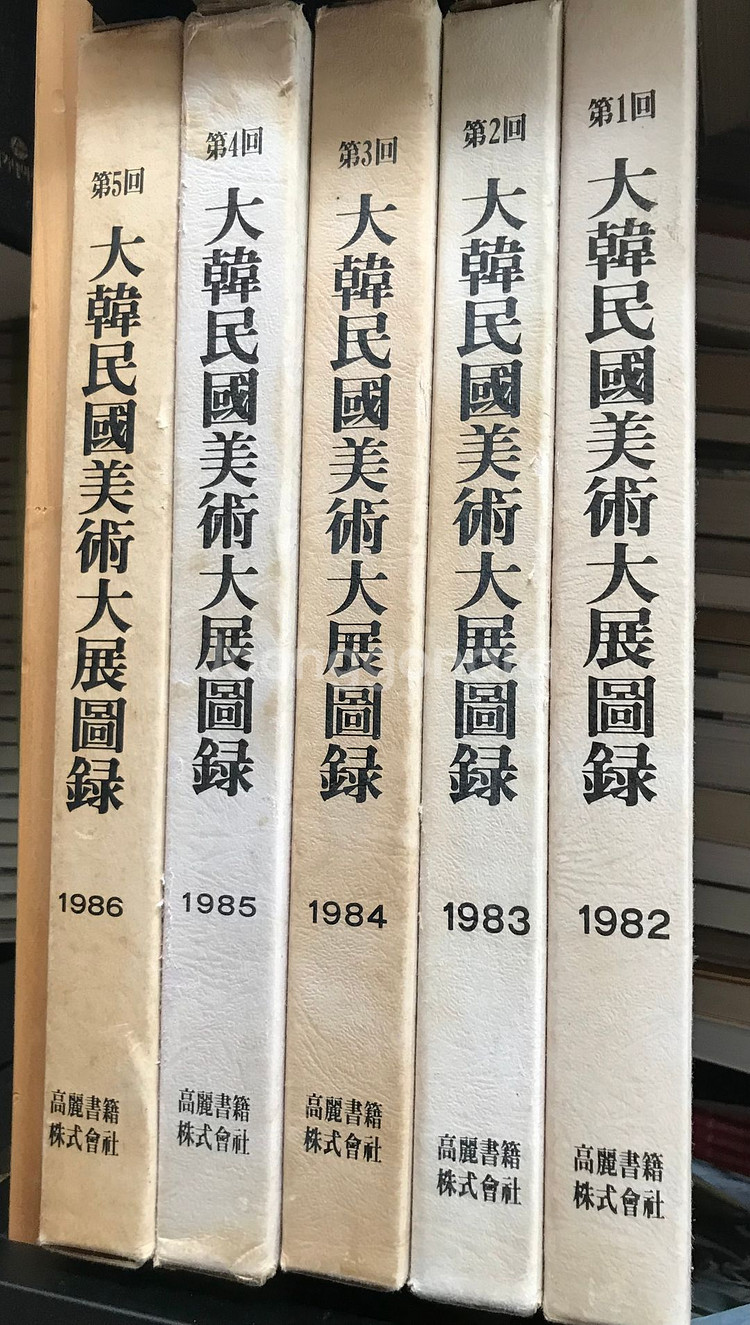 第5回
大韓民國美術大展圖録
1986
高麗書籍
株式會社
第4回
大韓民國美術大展圖録
1985
高麗書籍
株式會社
第3回
大韓民國美術大展圖録
1984
高麗書籍
株式會社
第2回
大韓民國美術大展圖録
1983
高麗書籍
株式會社
第1回
大韓民國美術大展圖録
1982
高麗書籍
株式會社